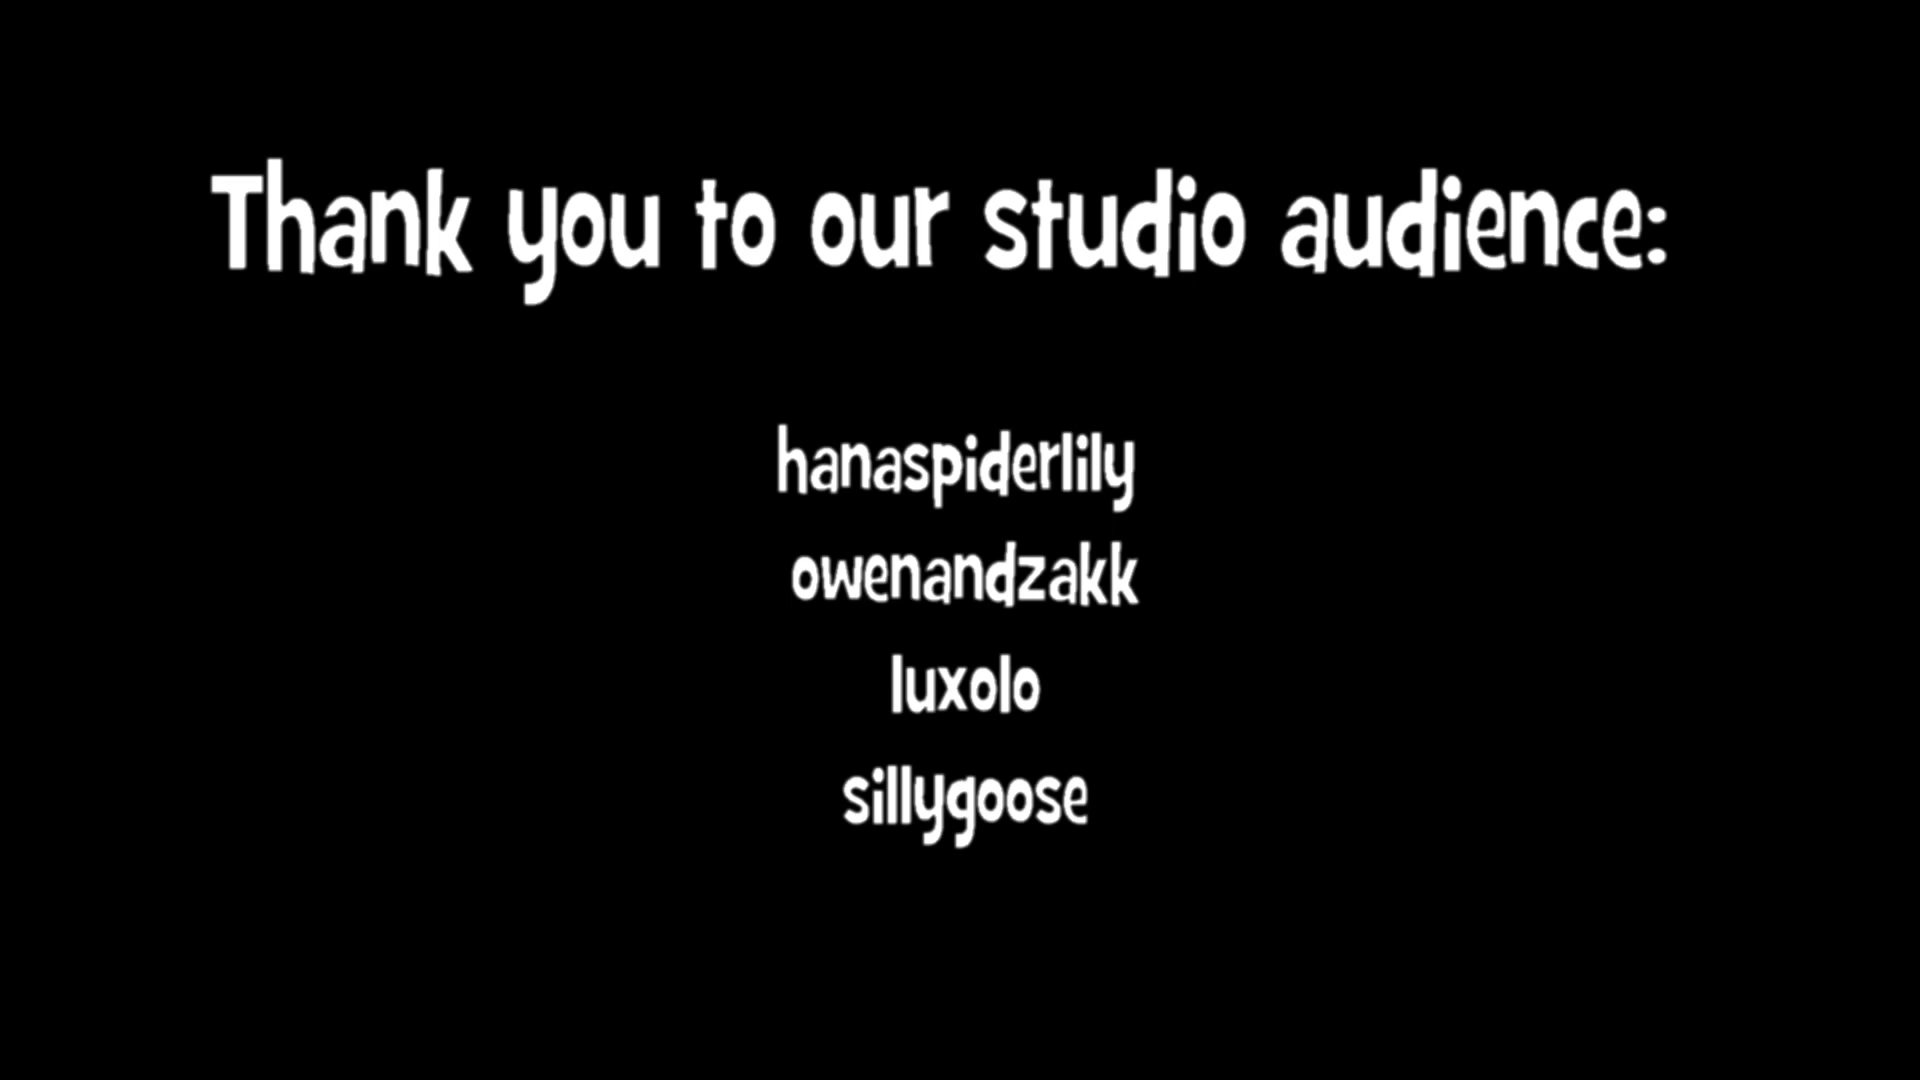 Thank you to our studio audience:
hanaspiderlily
owenandzakk
luxolo
sillygoose